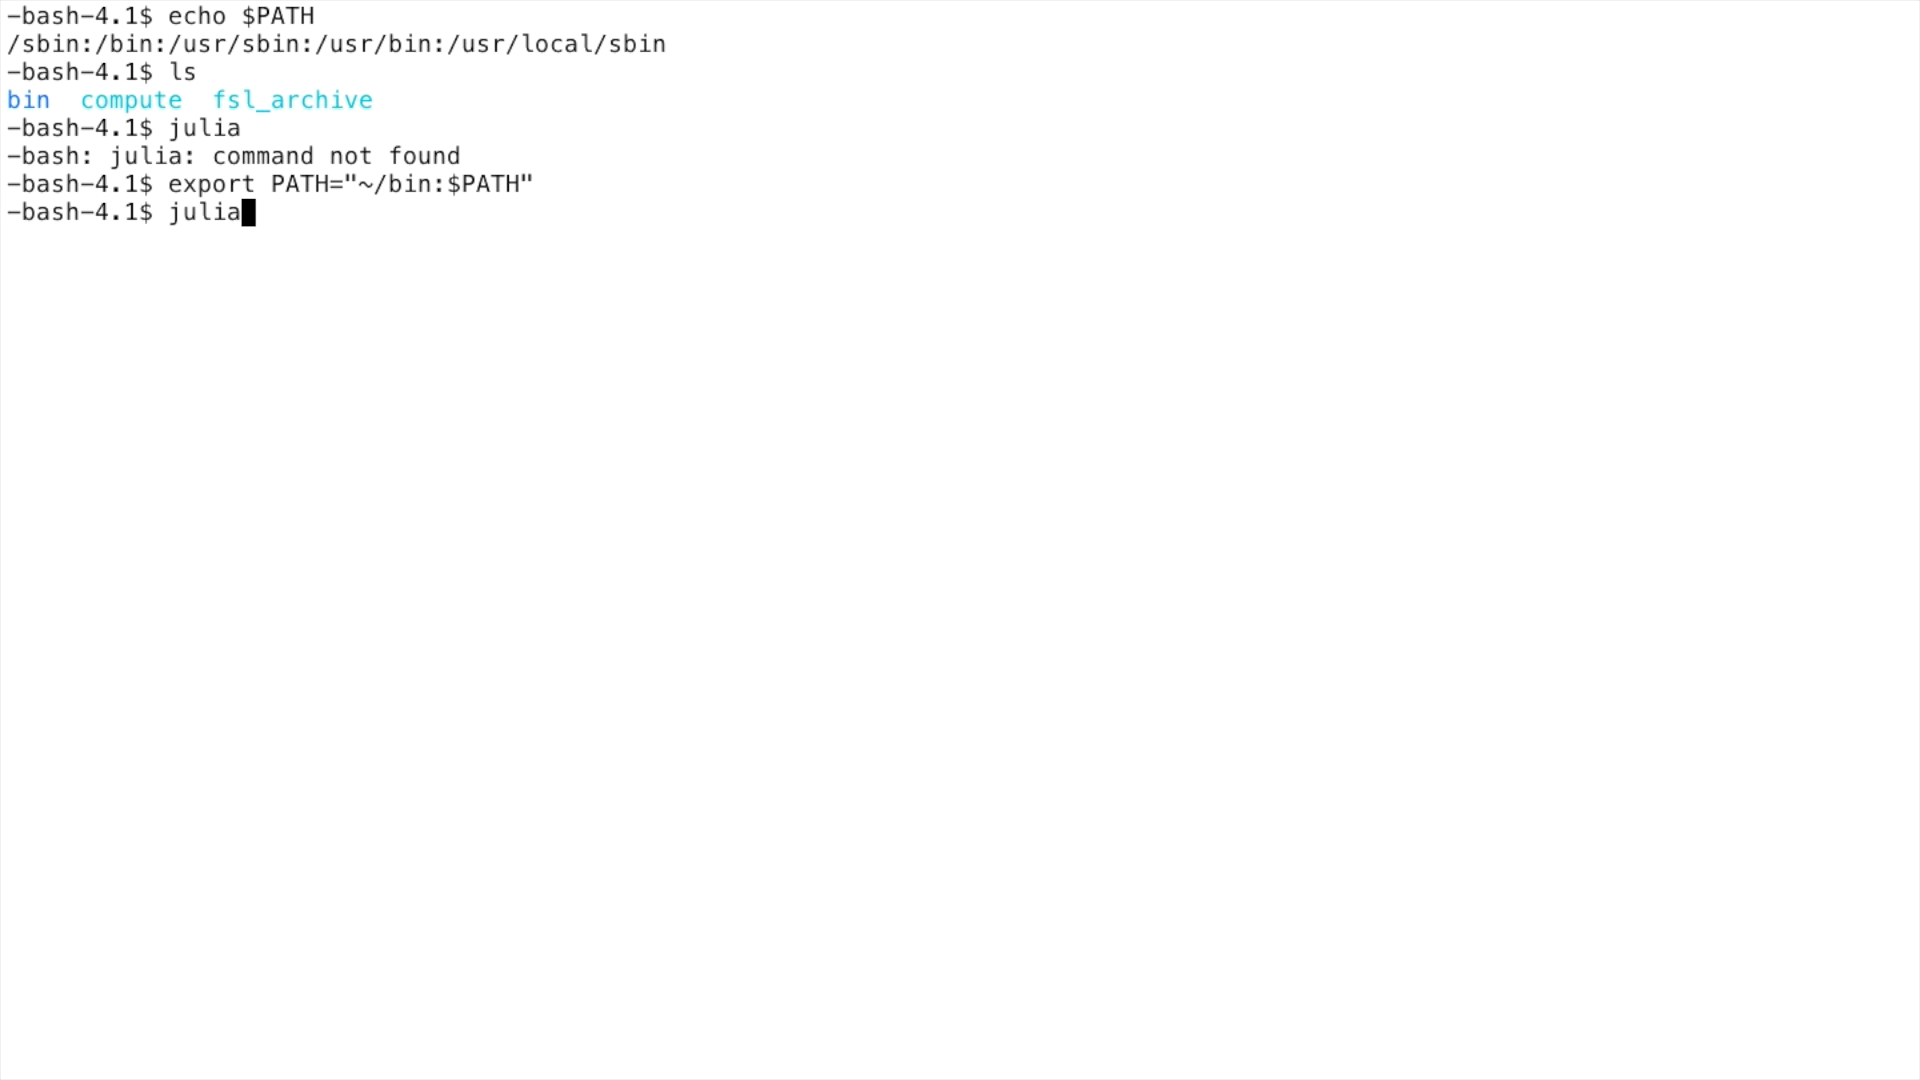 -bash-4.1$ echo $PATH
/sbin:/bin:/usr/sbin:/usr/bin:/usr/local/sbin
-bash-4.1$ ls
bin  compute  fsl_archive
-bash-4.1$ julia
-bash: julia: command not found
-bash-4.1$ export PATH="~/bin:$PATH"
-bash-4.1$ julia